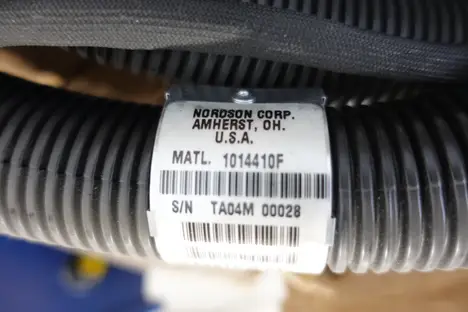 NORDSON CORP.
AMHERST, OH.
U.S.A.
MATL. 1014410F
S/N TA04M 00028